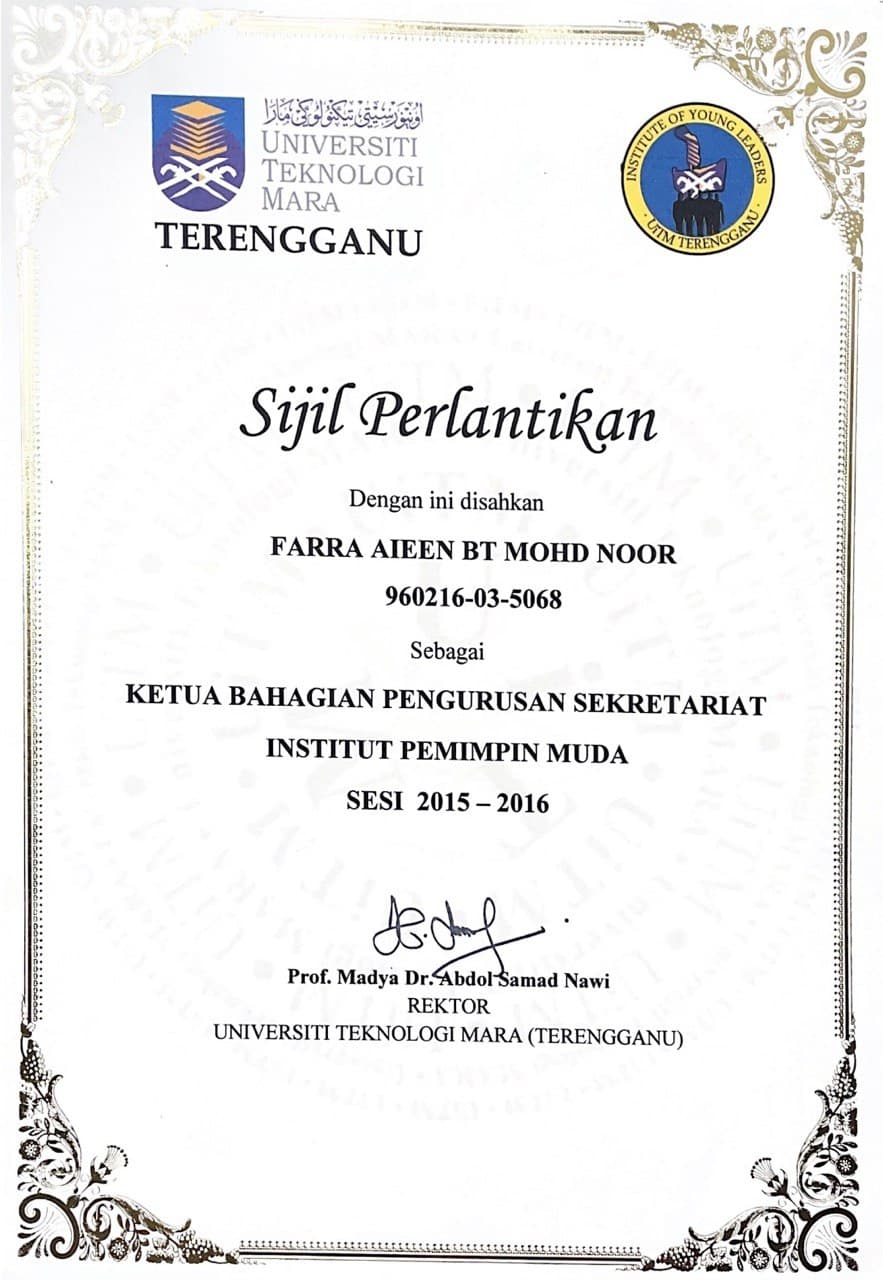 اونيۏرسيتي تيكنولوڬي مارا
UNIVERSITI
TEKNOLOGI
MARA
TERENGGANU
INSTITUTE OF YOUNG LEADERS
· UiTM TERENGGANU ·
Sijil Perlantikan
Dengan ini disahkan
FARRA AIEEN BT MOHD NOOR
960216-03-5068
Sebagai
KETUA BAHAGIAN PENGURUSAN SEKRETARIAT
INSTITUT PEMIMPIN MUDA
SESI 2015 – 2016
Prof. Madya Dr. Abdol Samad Nawi
REKTOR
UNIVERSITI TEKNOLOGI MARA (TERENGGANU)